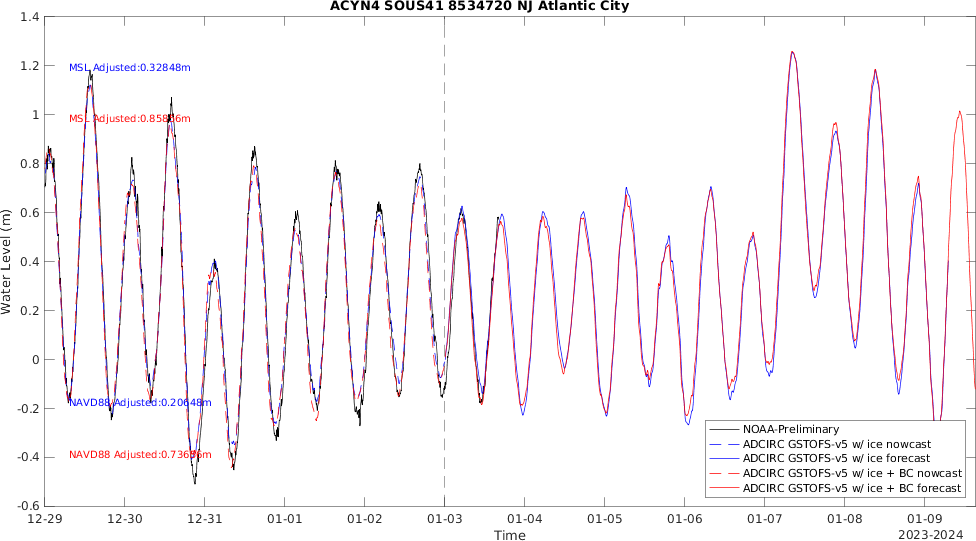 ACYN4 SOUS41 8534720 NJ Atlantic City
1.4
1.2
1
0.8
0.6
0.4
0.2
0
-0.2
-0.4
-0.6
Water Level (m)
MSL Adjusted:0.32848m
MSL Adjusted:
NAVD88 Adjusted:0.20648m
NAVD88 Adjusted:
NOAA-Preliminary
ADCIRC GSTOFS-v5 w/ ice nowcast
ADCIRC GSTOFS-v5 w/ ice forecast
ADCIRC GSTOFS-v5 w/ ice + BC nowcast
ADCIRC GSTOFS-v5 w/ ice + BC forecast
12-29 12-30 12-31 01-01 01-02 01-03 01-04 01-05 01-06 01-07 01-08 01-09
Time
2023-2024